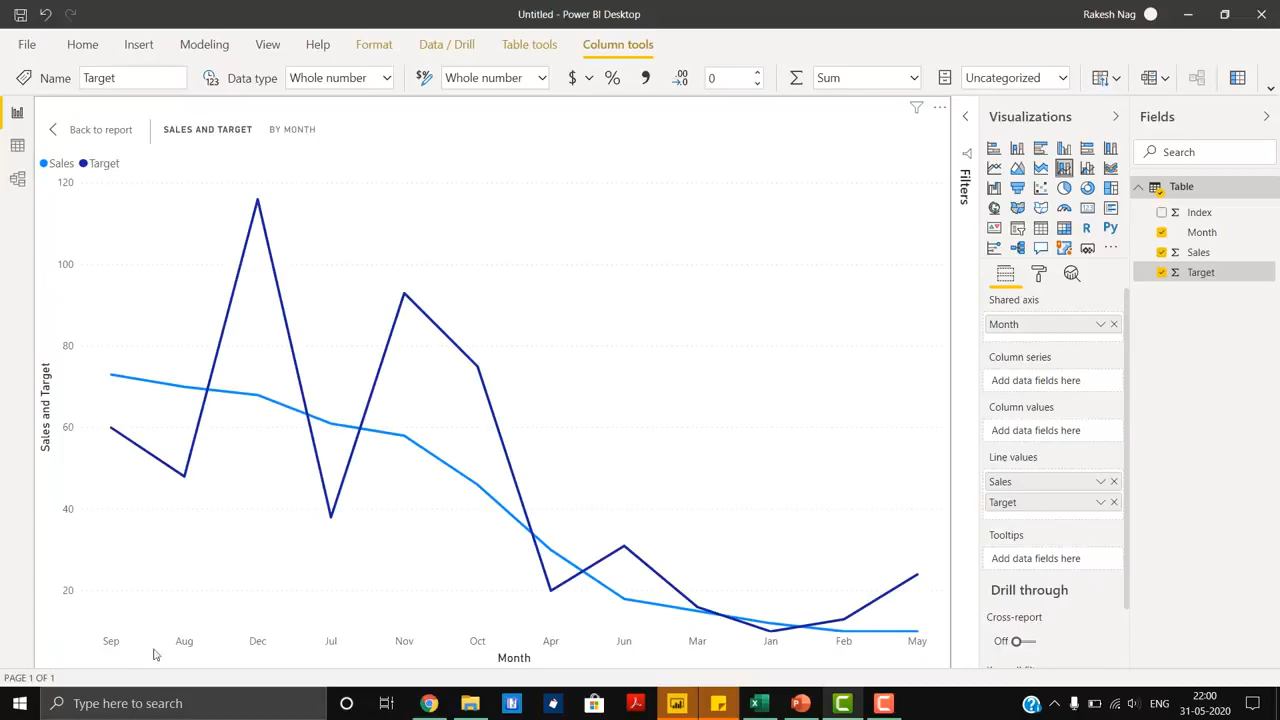 Untitled - Power BI Desktop
Rakesh Nag
File Home Insert Modeling View Help Format Data / Drill Table tools Column tools
Name Target Data type Whole number Whole number $ % 0 Sum Uncategorized
Back to report SALES AND TARGET BY MONTH
Sales Target
120
100
80
60
40
20
Sales and Target
Sep Aug Dec Jul Nov Oct Apr Jun Mar Jan Feb May
Month
Filters
Visualizations
R Py
Shared axis
Month
Column series
Add data fields here
Column values
Add data fields here
Line values
Sales
Target
Tooltips
Add data fields here
Drill through
Cross-report
Off
Fields
Search
Table
Index
Month
Sales
Target
PAGE 1 OF 1
Type here to search
22:00
31-05-2020